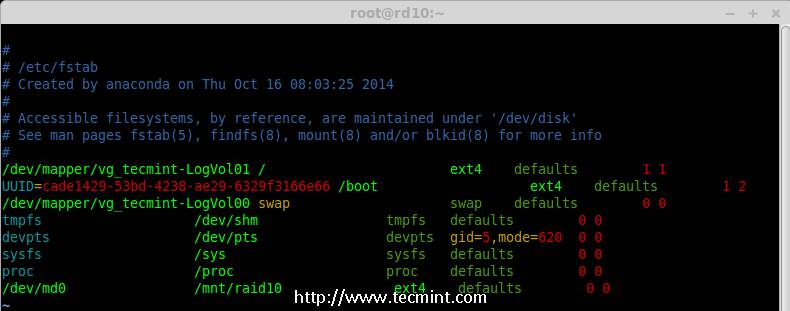 root@rd10:~
#
# /etc/fstab
# Created by anaconda on Thu Oct 16 08:03:25 2014
#
# Accessible filesystems, by reference, are maintained under '/dev/disk'
# See man pages fstab(5), findfs(8), mount(8) and/or blkid(8) for more info
#
/dev/mapper/vg_tecmint-LogVol01 / ext4 defaults 1 1
UUID=cade1429-53bd-4238-ae29-6329f3166e66 /boot ext4 defaults 1 2
/dev/mapper/vg_tecmint-LogVol00 swap swap defaults 0 0
tmpfs /dev/shm tmpfs defaults 0 0
devpts /dev/pts devpts gid=5,mode=620 0 0
sysfs /sys sysfs defaults 0 0
proc /proc proc defaults 0 0
/dev/md0 /mnt/raid10 ext4 defaults 0 0
~
http://www.tecmint.com